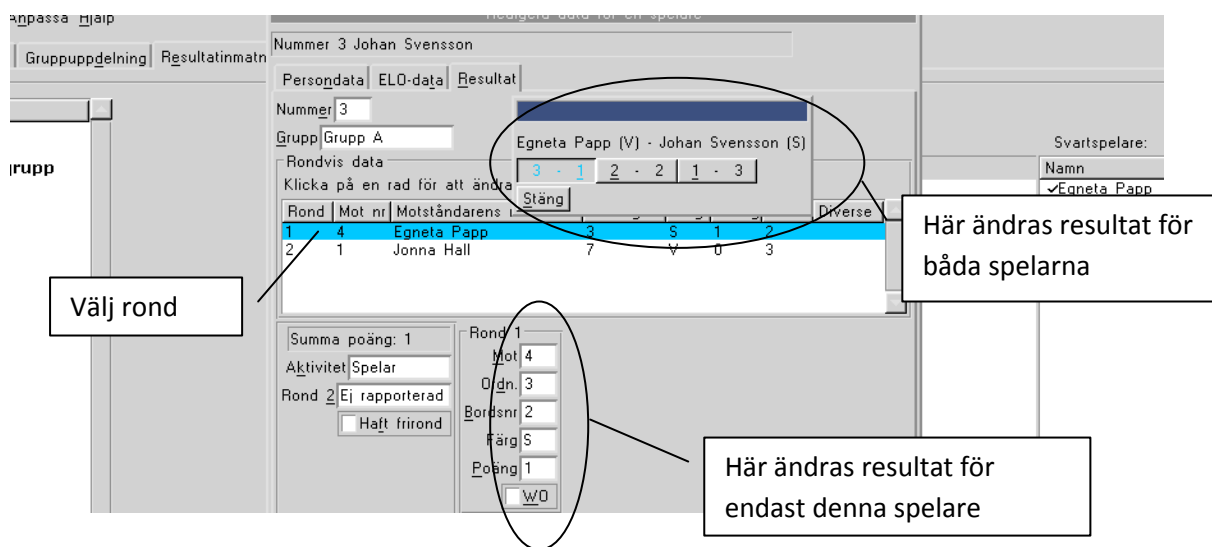 Anpassa Hjälp
Redigera data för en spelare
Gruppuppdelning Resultatinmatn
Nummer 3 Johan Svensson
Persondata ELO-data Resultat
Nummer 3
Grupp Grupp A
grupp
Rondvis data
Klicka på en rad för att ändra
Egneta Papp (V) - Johan Svensson (S)
3 - 1 2 - 2 1 - 3
Stäng
Svartspelare:
Namn
✓Egneta Papp
Rond Mot nr Motståndarens Diverse
1 4 Egneta Papp 3 S 1 2
2 1 Jonna Hall 7 V 0 3
Här ändras resultat för
båda spelarna
Välj rond
Summa poäng: 1
Aktivitet Spelar
Rond 2 Ej rapporterad
Haft frirond
Rond 1
Mot 4
Ordn. 3
Bordsnr 2
Färg S
Poäng 1
WO
Här ändras resultat för
endast denna spelare